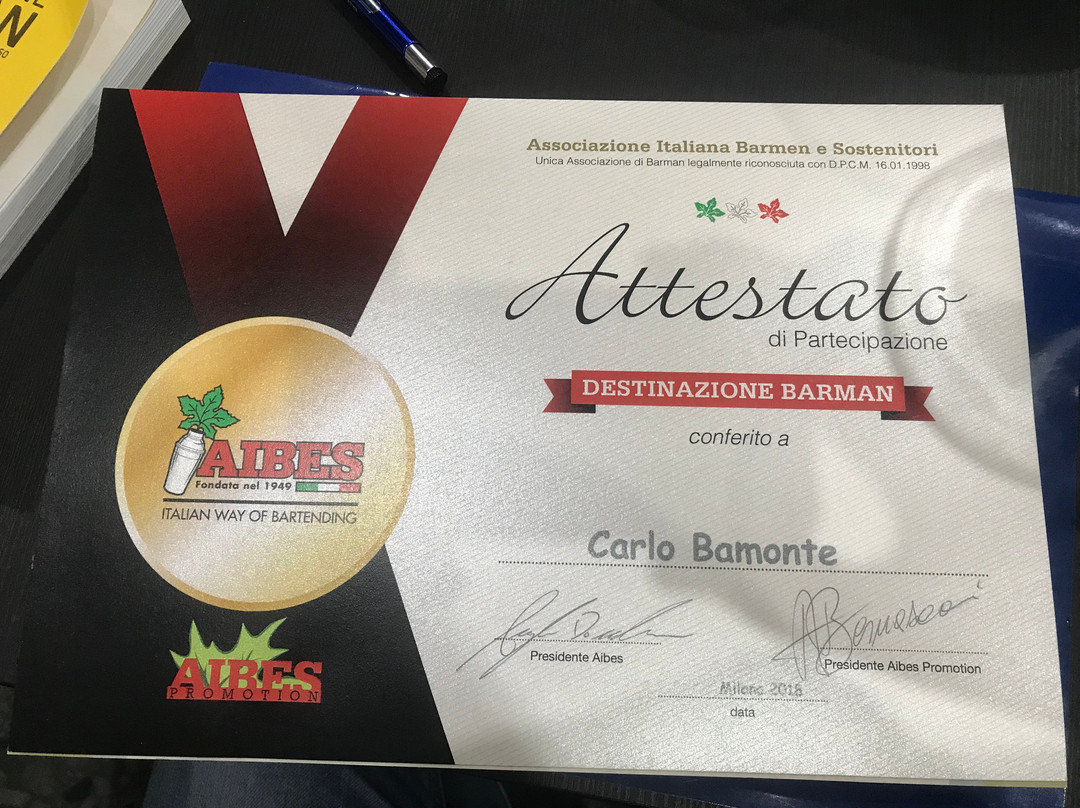 Associazione Italiana Barmen e Sostenitori
Unica Associazione di Barman legalmente riconosciuta con D.P.C.M. 16.01.1998
Attestato
di Partecipazione
DESTINAZIONE BARMAN
conferito a
Carlo Bamonte
Presidente Aibes
Presidente Aibes Promotion
Milano 2018
data
AIBES
Fondata nel 1949
ITALIAN WAY OF BARTENDING
AIBES
PROMOTION